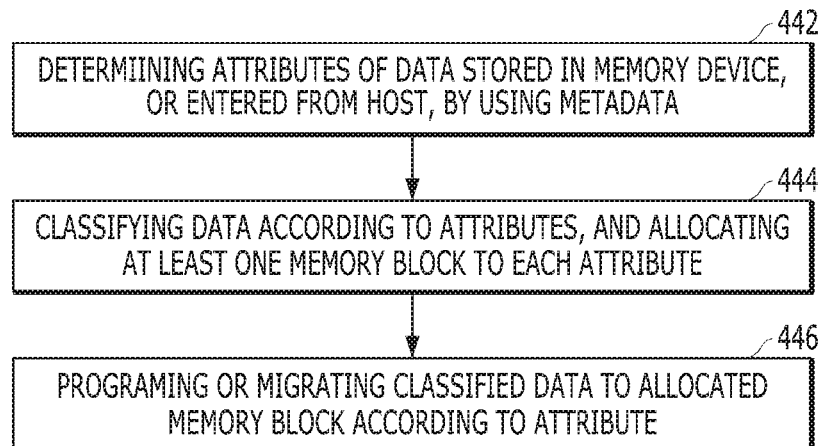 442
DETERMIINING ATTRIBUTES OF DATA STORED IN MEMORY DEVICE,
OR ENTERED FROM HOST, BY USING METADATA
444
CLASSIFYING DATA ACCORDING TO ATTRIBUTES, AND ALLOCATING
AT LEAST ONE MEMORY BLOCK TO EACH ATTRIBUTE
446
PROGRAMING OR MIGRATING CLASSIFIED DATA TO ALLOCATED
MEMORY BLOCK ACCORDING TO ATTRIBUTE